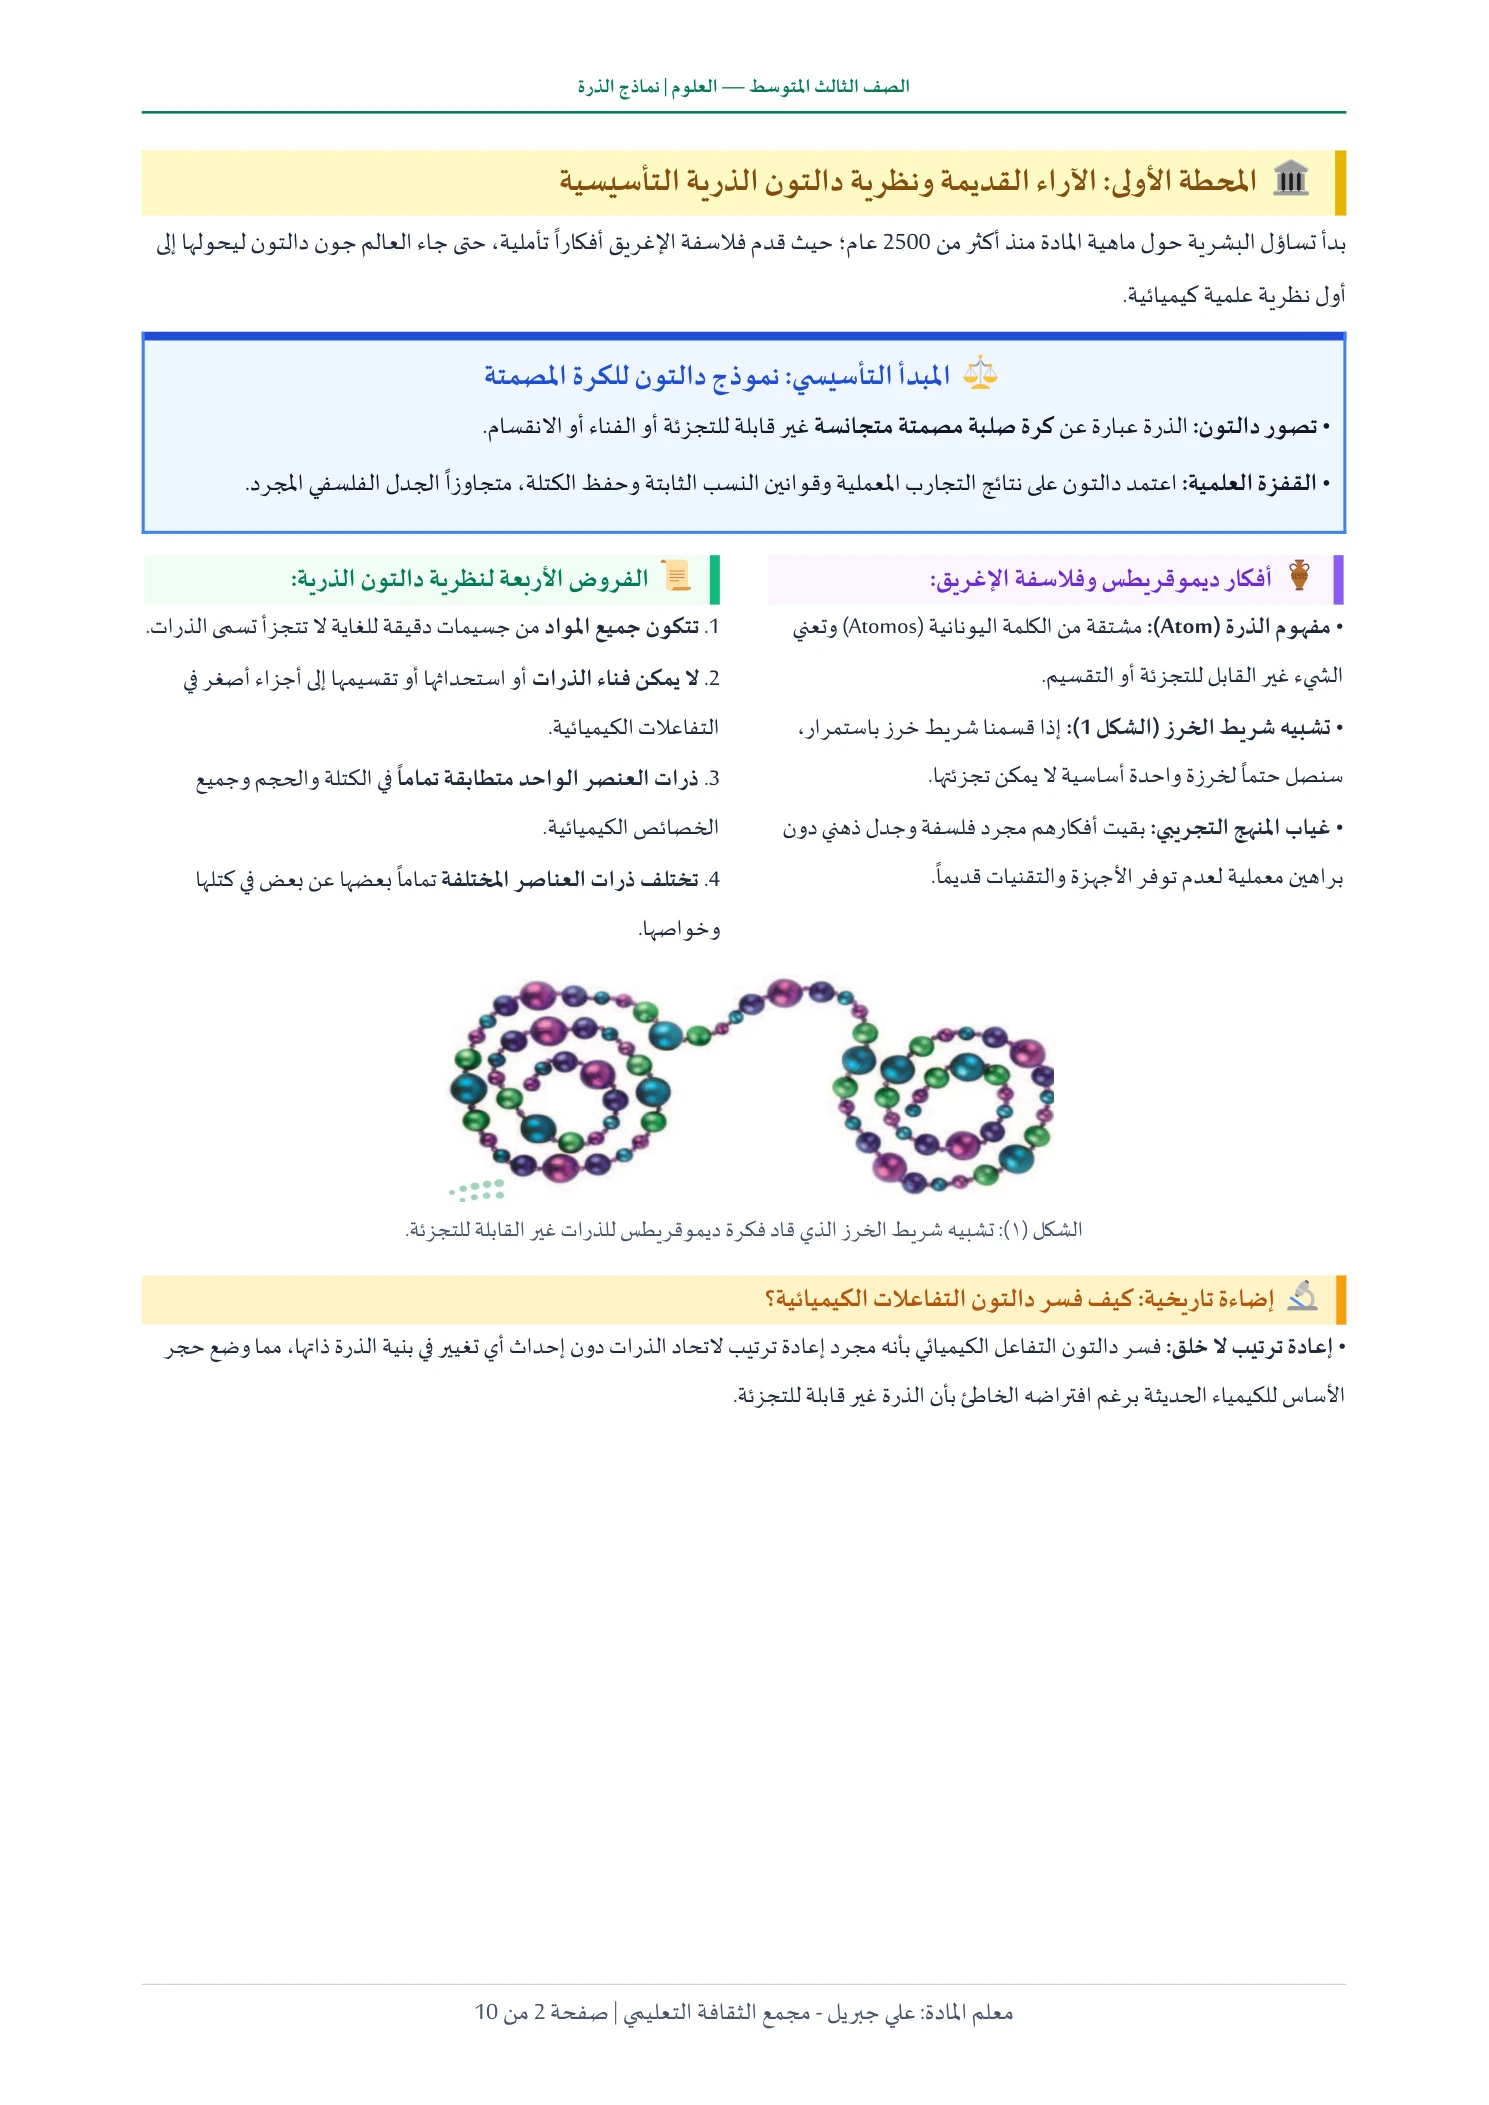 الصف الثالث المتوسط — العلوم | نماذج الذرة
المحطة الأولى: الآراء القديمة ونظرية دالتون الذرية التأسيسية
بدأ تساؤل البشرية حول ماهية المادة منذ أكثر من 2500 عام؛ حيث قدم فلاسفة الإغريق أفكاراً تأملية، حتى جاء العالم جون دالتون ليحولها إلى
أول نظرية علمية كيميائية.
المبدأ التأسيسي: نموذج دالتون للكرة المصمتة
• تصور دالتون: الذرة عبارة عن كرة صلبة مصمتة متجانسة غير قابلة للتجزئة أو الفناء أو الانقسام.
• القفزة العلمية: اعتمد دالتون على نتائج التجارب المعملية وقوانين النسب الثابتة وحفظ الكتلة، متجاوزاً الجدل الفلسفي المجرد.
أفكار ديموقريطس وفلاسفة الإغريق:
• مفهوم الذرة (Atom): مشتقة من الكلمة اليونانية (Atomos) وتعني
الشيء غير القابل للتجزئة أو التقسيم.
• تشبيه شريط الخرز (الشكل 1): إذا قسمنا شريط خرز باستمرار،
سنصل حتماً لخرزة واحدة أساسية لا يمكن تجزئتها.
• غياب المنهج التجريبي: بقيت أفكارهم مجرد فلسفة وجدل ذهني دون
براهين معملية لعدم توفر الأجهزة والتقنيات قديماً.
الفروض الأربعة لنظرية دالتون الذرية:
1. تتكون جميع المواد من جسيمات دقيقة للغاية لا تتجزأ تسمى الذرات.
2. لا يمكن فناء الذرات أو استحداثها أو تقسيمها إلى أجزاء أصغر في
التفاعلات الكيميائية.
3. ذرات العنصر الواحد متطابقة تماماً في الكتلة والحجم وجميع
الخصائص الكيميائية.
4. تختلف ذرات العناصر المختلفة تماماً بعضها عن بعض في كتلها
وخواصها.
الشكل (١): تشبيه شريط الخرز الذي قاد فكرة ديموقريطس للذرات غير القابلة للتجزئة.
إضاءة تاريخية: كيف فسر دالتون التفاعلات الكيميائية؟
• إعادة ترتيب لا خلق: فسر دالتون التفاعل الكيميائي بأنه مجرد إعادة ترتيب لاتحاد الذرات دون إحداث أي تغيير في بنية الذرة ذاتها، مما وضع حجر
الأساس للكيمياء الحديثة برغم افتراضه الخاطئ بأن الذرة غير قابلة للتجزئة.
معلم المادة: علي جبريل - مجمع الثقافة التعليمي | صفحة 2 من 10